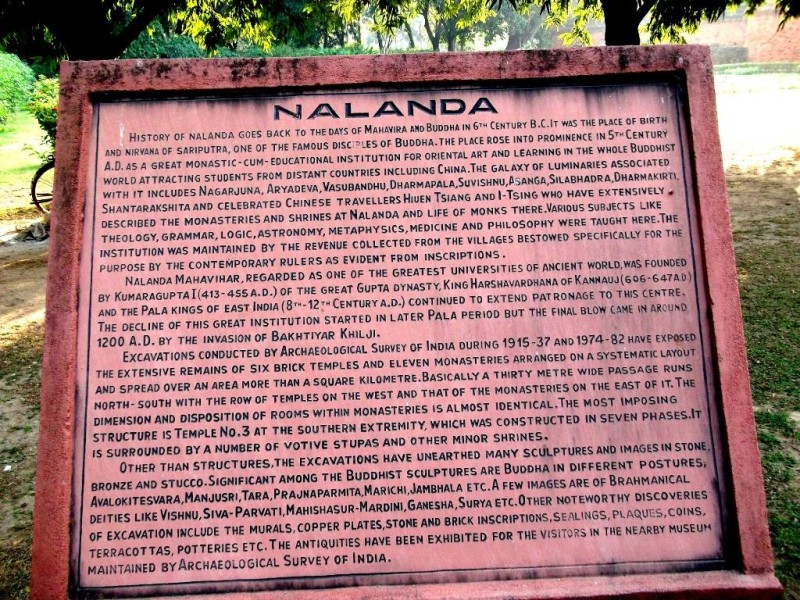 NALANDA
HISTORY OF NALANDA GOES BACK TO THE DAYS OF MAHAVIRA AND BUDDHA IN 6TH CENTURY B.C.IT WAS THE PLACE OF BIRTH
AND NIRVANA OF SARIPUTRA, ONE OF THE FAMOUS DISCIPLES OF BUDDHA.THE PLACE ROSE INTO PROMINENCE IN 5TH CENTURY
A.D. AS A GREAT MONASTIC-CUM-EDUCATIONAL INSTITUTION FOR ORIENTAL ART AND LEARNING IN THE WHOLE BUDDHIST
WORLD ATTRACTING STUDENTS FROM DISTANT COUNTRIES INCLUDING CHINA.THE GALAXY OF LUMINARIES ASSOCIATED
WITH IT INCLUDES NAGARJUNA, ARYADEVA, VASUBANDHU, DHARMAPALA, SUVISHNU, ASANGA, SILABHADRA, DHARMAKIRTI,
SHANTARAKSHITA AND CELEBRATED CHINESE TRAVELLERS HIUEN TSIANG AND I-TSING WHO HAVE EXTENSIVELY
DESCRIBED THE MONASTERIES AND SHRINES AT NALANDA AND LIFE OF MONKS THERE.VARIOUS SUBJECTS LIKE
THEOLOGY, GRAMMAR, LOGIC, ASTRONOMY, METAPHYSICS, MEDICINE AND PHILOSOPHY WERE TAUGHT HERE.THE
INSTITUTION WAS MAINTAINED BY THE REVENUE COLLECTED FROM THE VILLAGES BESTOWED SPECIFICALLY FOR THE
PURPOSE BY THE CONTEMPORARY RULERS AS EVIDENT FROM INSCRIPTIONS.
NALANDA MAHAVIHAR, REGARDED AS ONE OF THE GREATEST UNIVERSITIES OF ANCIENT WORLD, WAS FOUNDED
BY KUMARAGUPTA I (413-455 A.D.) OF THE GREAT GUPTA DYNASTY, KING HARSHAVARDHANA OF KANNAUJ (606-647 A.D)
AND THE PALA KINGS OF EAST INDIA (8TH-12TH CENTURY A.D.) CONTINUED TO EXTEND PATRONAGE TO THIS CENTRE.
THE DECLINE OF THIS GREAT INSTITUTION STARTED IN LATER PALA PERIOD BUT THE FINAL BLOW CAME IN AROUND
1200 A.D. BY THE INVASION OF BAKHTIYAR KHILJI.
EXCAVATIONS CONDUCTED BY ARCHAEOLOGICAL SURVEY OF INDIA DURING 1915-37 AND 1974-82 HAVE EXPOSED
THE EXTENSIVE REMAINS OF SIX BRICK TEMPLES AND ELEVEN MONASTERIES ARRANGED ON A SYSTEMATIC LAYOUT
AND SPREAD OVER AN AREA MORE THAN A SQUARE KILOMETRE. BASICALLY A THIRTY METRE WIDE PASSAGE RUNS
NORTH-SOUTH WITH THE ROW OF TEMPLES ON THE WEST AND THAT OF THE MONASTERIES ON THE EAST OF IT.THE
DIMENSION AND DISPOSITION OF ROOMS WITHIN MONASTERIES IS ALMOST IDENTICAL.THE MOST IMPOSING
STRUCTURE IS TEMPLE NO.3 AT THE SOUTHERN EXTREMITY, WHICH WAS CONSTRUCTED IN SEVEN PHASES.IT
IS SURROUNDED BY A NUMBER OF VOTIVE STUPAS AND OTHER MINOR SHRINES.
OTHER THAN STRUCTURES, THE EXCAVATIONS HAVE UNEARTHED MANY SCULPTURES AND IMAGES IN STONE,
BRONZE AND STUCCO. SIGNIFICANT AMONG THE BUDDHIST SCULPTURES ARE BUDDHA IN DIFFERENT POSTURES,
AVALOKITESVARA, MANJUSRI, TARA, PRAJNAPARMITA, MARICHI, JAMBHALA ETC. A FEW IMAGES ARE OF BRAHMANICAL
DEITIES LIKE VISHNU, SIVA-PARVATI, MAHISHASUR-MARDINI, GANESHA, SURYA ETC. OTHER NOTEWORTHY DISCOVERIES
OF EXCAVATION INCLUDE THE MURALS, COPPER PLATES, STONE AND BRICK INSCRIPTIONS, SEALINGS, PLAQUES, COINS,
TERRACOTTAS, POTTERIES ETC. THE ANTIQUITIES HAVE BEEN EXHIBITED FOR THE VISITORS IN THE NEARBY MUSEUM
MAINTAINED BY ARCHAEOLOGICAL SURVEY OF INDIA.